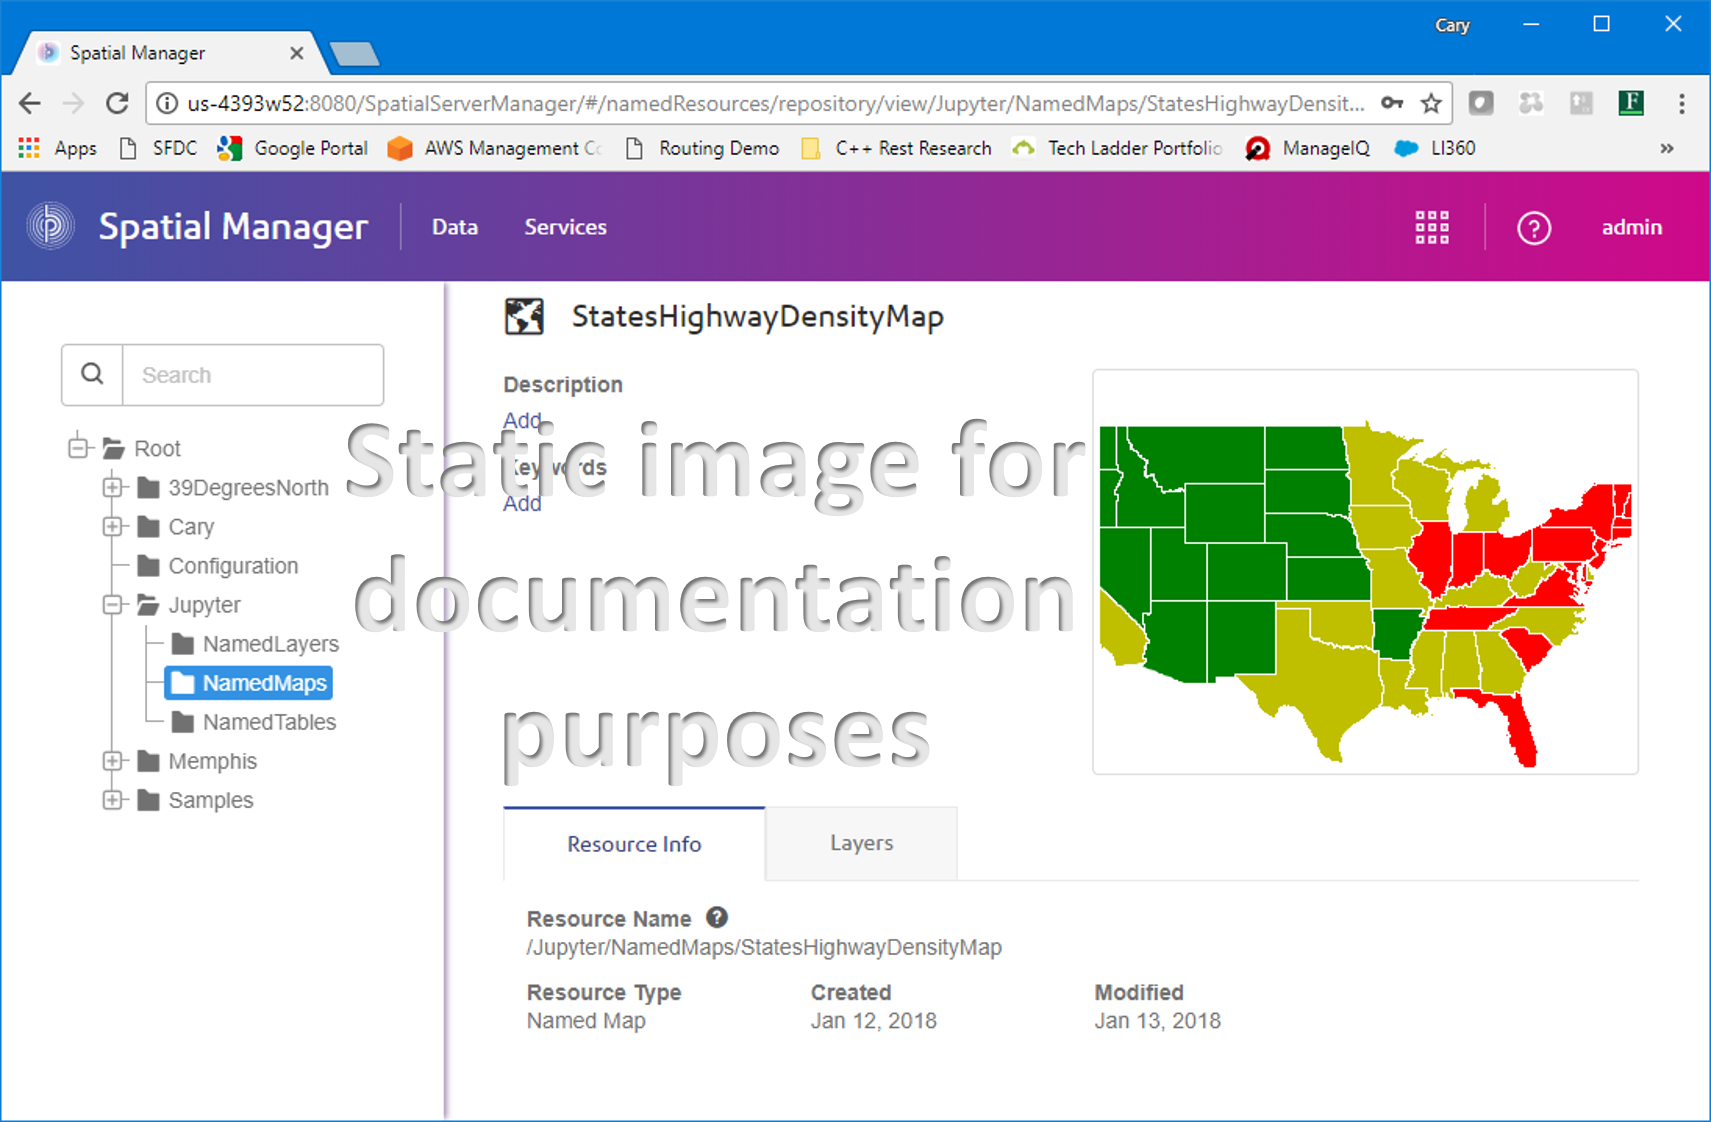 Cary
Spatial Manager
us-4393w52:8080/SpatialServerManager/#/namedResources/repository/view/Jupyter/NamedMaps/StatesHighwayDensit...
Apps SFDC Google Portal AWS Management Co Routing Demo C++ Rest Research Tech Ladder Portfolio ManageIQ LI360 »
Spatial Manager Data Services ? admin
StatesHighwayDensityMap
Search
Description
Add
Keywords
Add
Static image for
documentation
purposes
Root
39DegreesNorth
Cary
Configuration
Jupyter
NamedLayers
NamedMaps
NamedTables
Memphis
Samples
Resource Info Layers
Resource Name ?
/Jupyter/NamedMaps/StatesHighwayDensityMap
Resource Type Created Modified
Named Map Jan 12, 2018 Jan 13, 2018